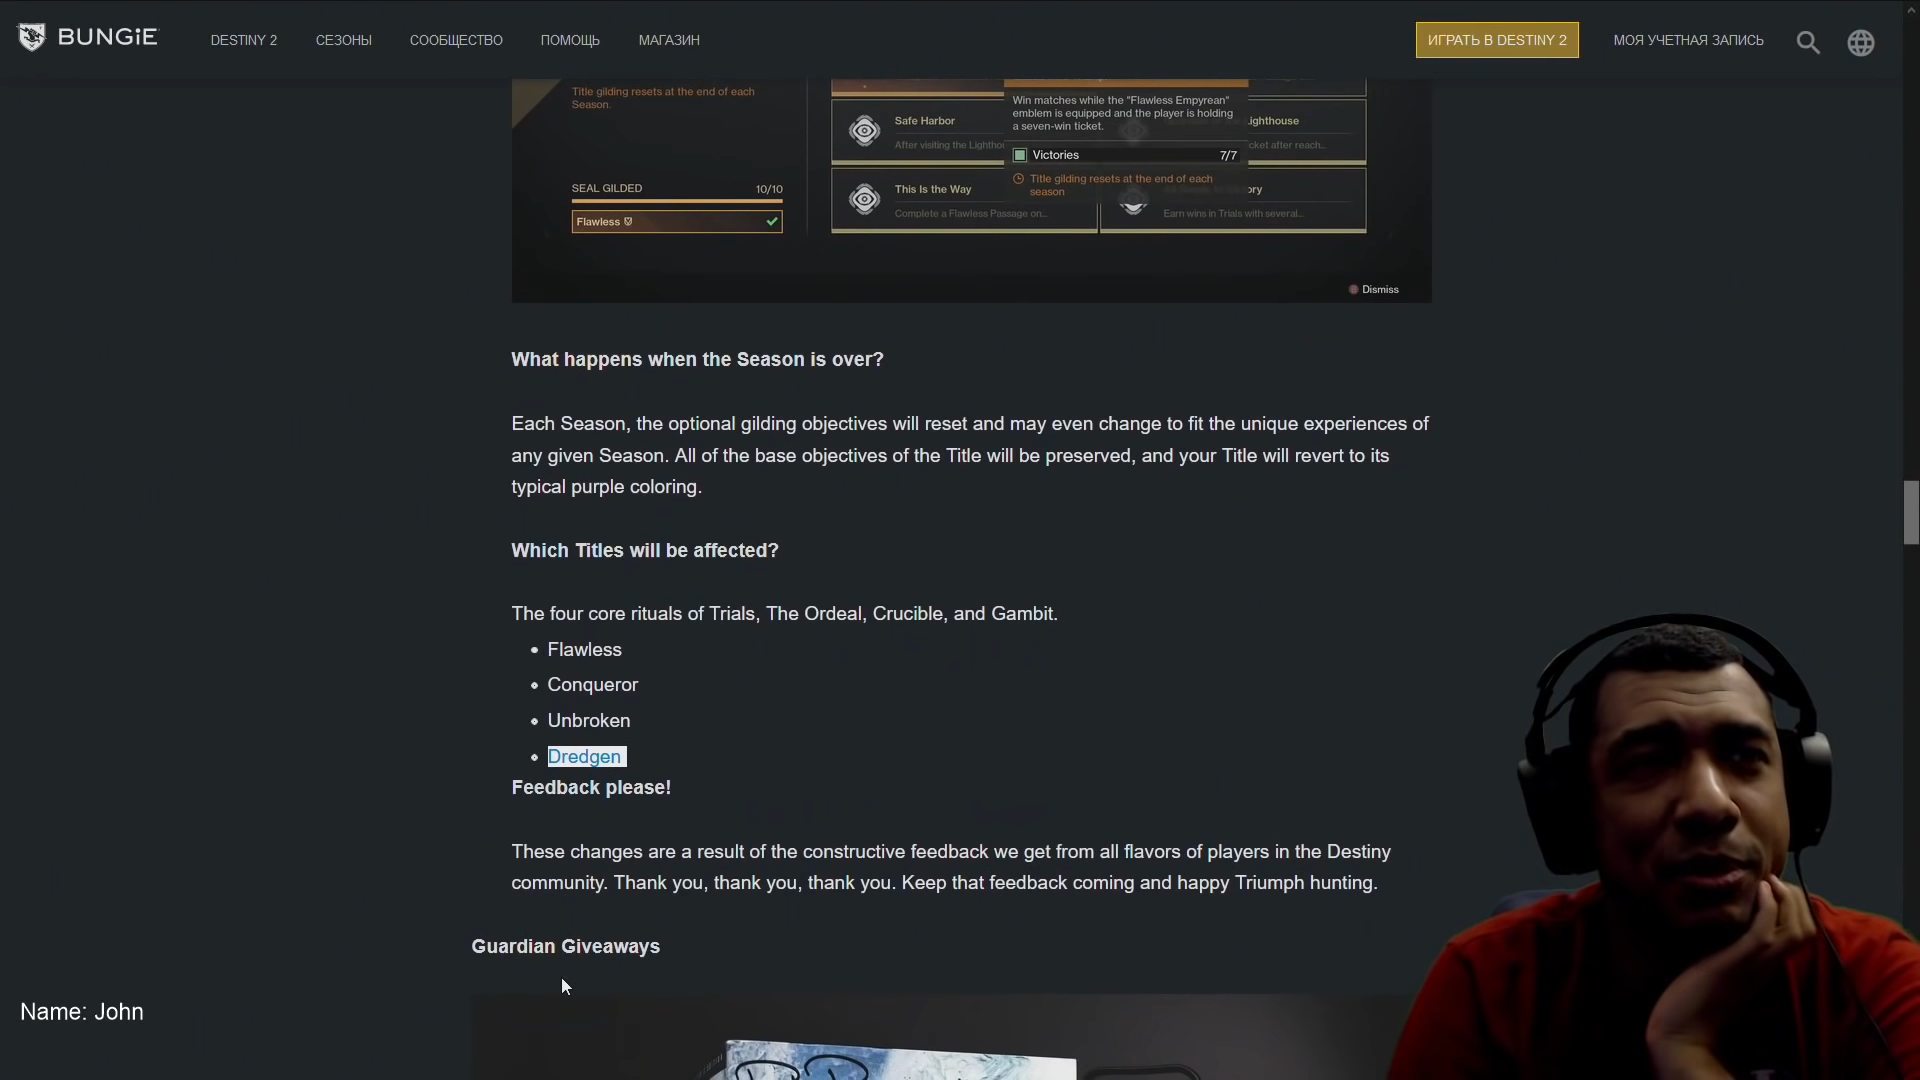 BUNGiE
DESTINY 2
СЕЗОНЫ
СООБЩЕСТВО
ПОМОЩЬ
МАГАЗИН
ИГРАТЬ В DESTINY 2
МОЯ УЧЕТНАЯ ЗАПИСЬ
Title gilding resets at the end of each
Season.
SEAL GILDED 10/10
Flawless
Safe Harbor
After visiting the
This Is the Way
Complete a Flawless Passage on...
Win matches while the "Flawless Empyrean"
emblem is equipped and the player is holding
a seven-win ticket.
Victories 7/7
Title gilding resets at the end of each
season
after reach...
Earn wins in Trials with several...
Dismiss
What happens when the Season is over?
Each Season, the optional gilding objectives will reset and may even change to fit the unique experiences of
any given Season. All of the base objectives of the Title will be preserved, and your Title will revert to its
typical purple coloring.
Which Titles will be affected?
The four core rituals of Trials, The Ordeal, Crucible, and Gambit.
• Flawless
• Conqueror
• Unbroken
• Dredgen
Feedback please!
These changes are a result of the constructive feedback we get from all flavors of players in the Destiny
community. Thank you, thank you, thank you. Keep that feedback coming and happy Triumph hunting.
Guardian Giveaways
Name: John